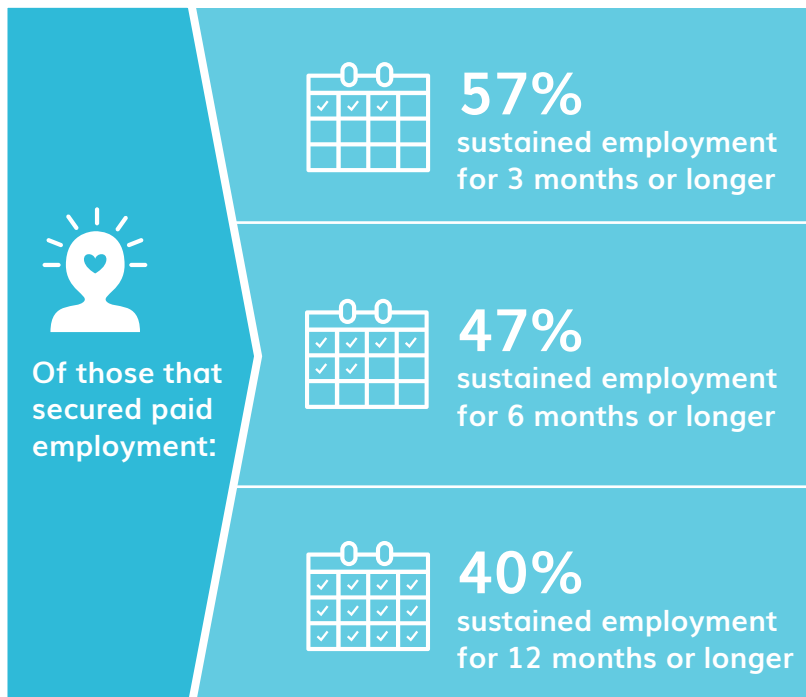 Of those that
secured paid
employment:
57%
sustained employment
for 3 months or longer
47%
sustained employment
for 6 months or longer
40%
sustained employment
for 12 months or longer